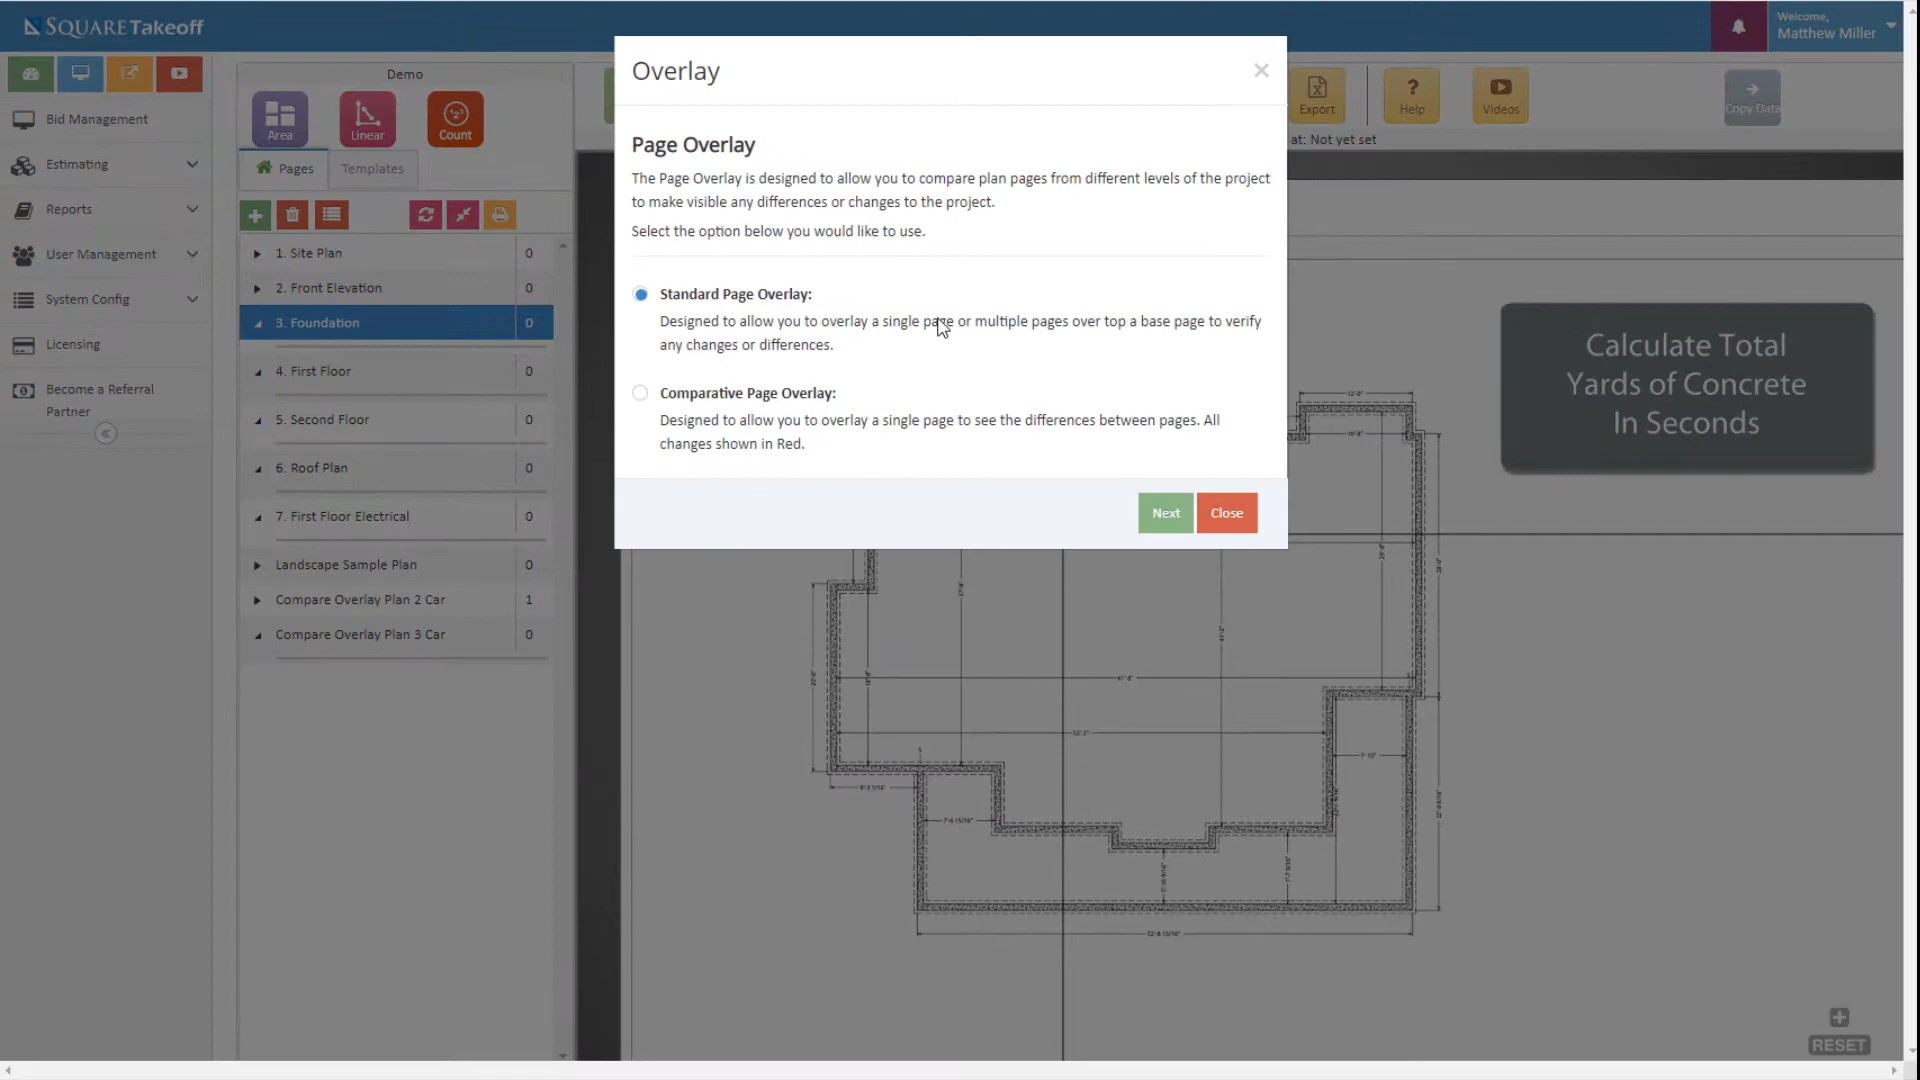 SQUARETakeoff
Welcome,
Matthew Miller
Bid Management
Estimating
Reports
User Management
System Config
Licensing
Become a Referral
Partner
Demo
Area
Linear
Count
Pages
Templates
1. Site Plan 0
2. Front Elevation 0
3. Foundation 0
4. First Floor 0
5. Second Floor 0
6. Roof Plan 0
7. First Floor Electrical 0
Landscape Sample Plan 0
Compare Overlay Plan 2 Car 1
Compare Overlay Plan 3 Car 0
Overlay
×
Page Overlay
The Page Overlay is designed to allow you to compare plan pages from different levels of the project
to make visible any differences or changes to the project.
Select the option below you would like to use.
Standard Page Overlay:
Designed to allow you to overlay a single page or multiple pages over top a base page to verify
any changes or differences.
Comparative Page Overlay:
Designed to allow you to overlay a single page to see the differences between pages. All
changes shown in Red.
Next
Close
Export
Help
Videos
Copy Data
at: Not yet set
Calculate Total
Yards of Concrete
In Seconds
RESET